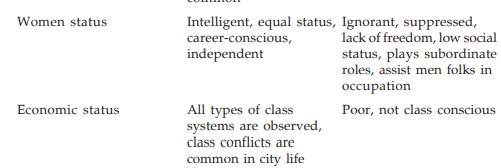 common
Women status Intelligent, equal status, Ignorant, suppressed,
career-conscious, lack of freedom, low social
independent status, plays subordinate
roles, assist men folks in
occupation
Economic status All types of class Poor, not class conscious
systems are observed,
class conflicts are
common in city life